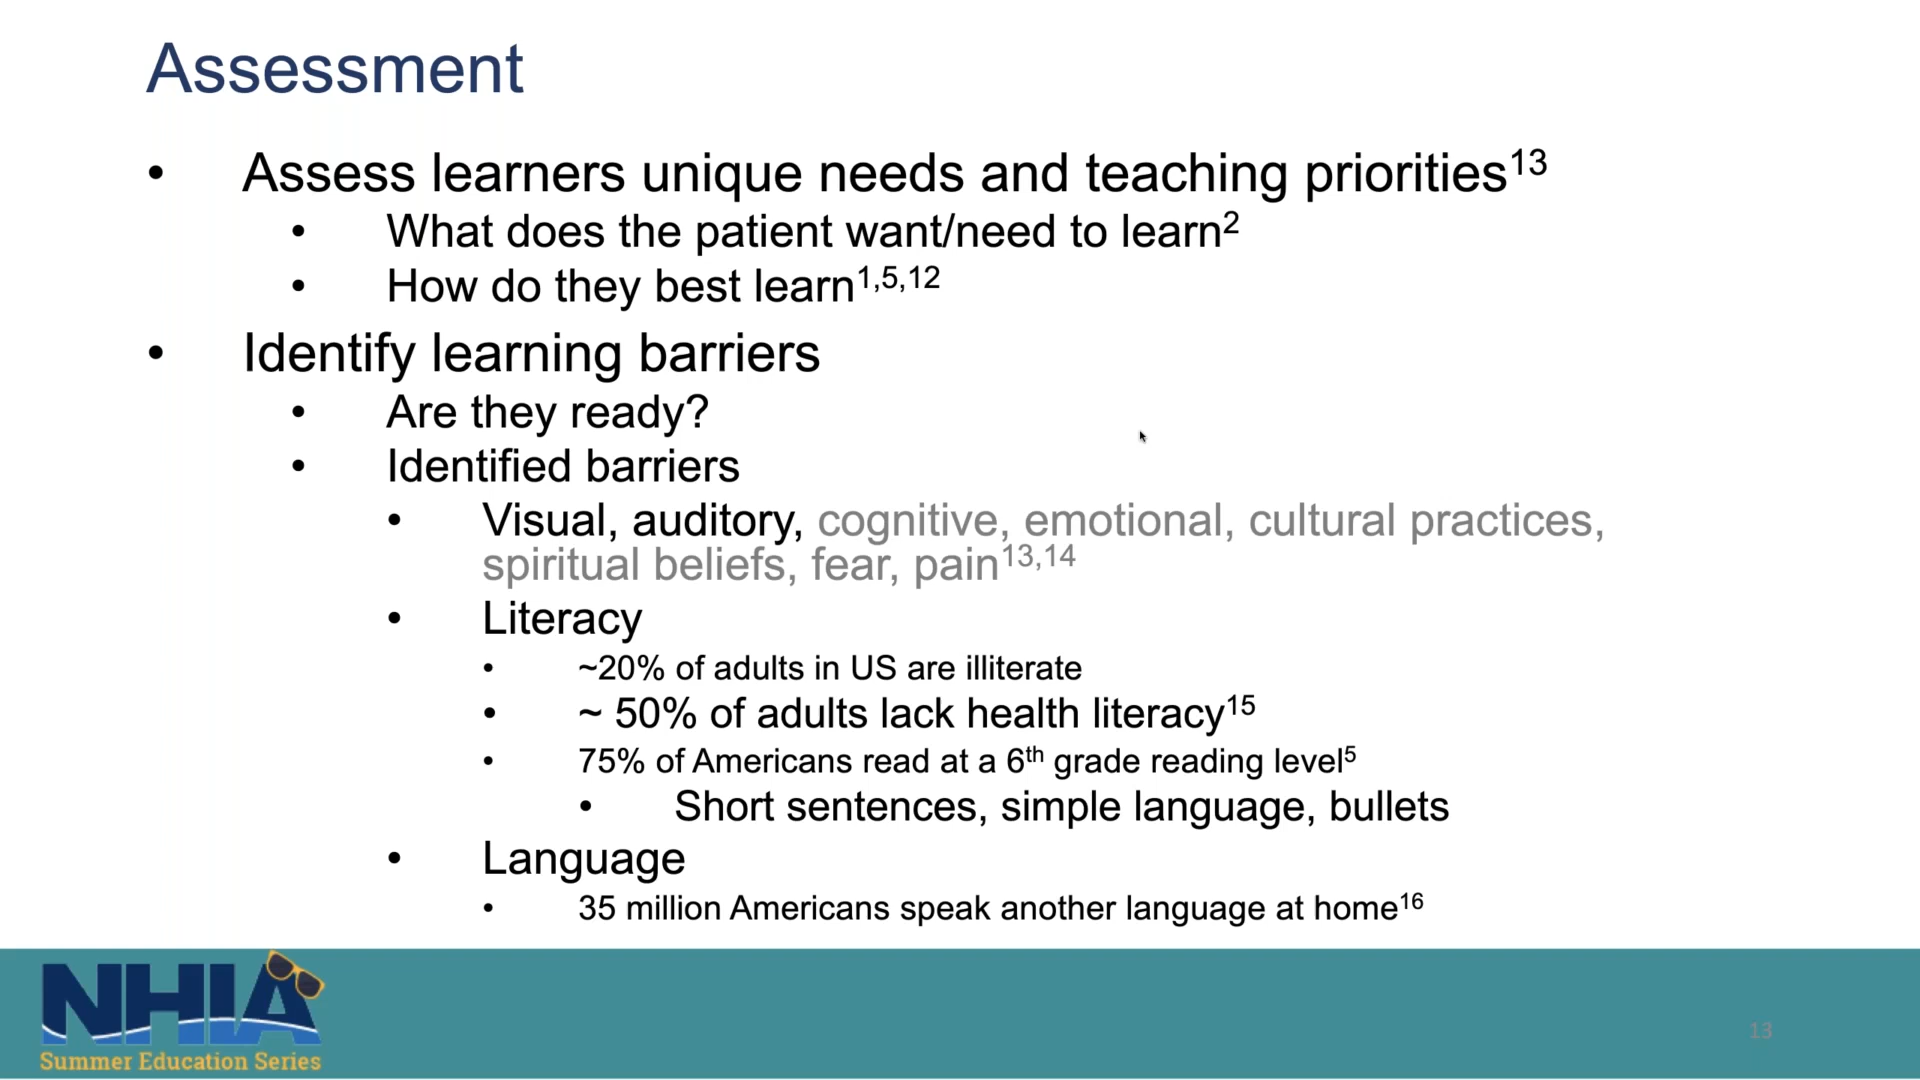 Assessment
• Assess learners unique needs and teaching priorities13
• What does the patient want/need to learn2
• How do they best learn1,5,12
• Identify learning barriers
• Are they ready?
• Identified barriers
• Visual, auditory, cognitive, emotional, cultural practices,
spiritual beliefs, fear, pain13,14
• Literacy
• ~20% of adults in US are illiterate
• ~ 50% of adults lack health literacy15
• 75% of Americans read at a 6th grade reading level5
• Short sentences, simple language, bullets
• Language
• 35 million Americans speak another language at home16
NHIA
Summer Education Series
13